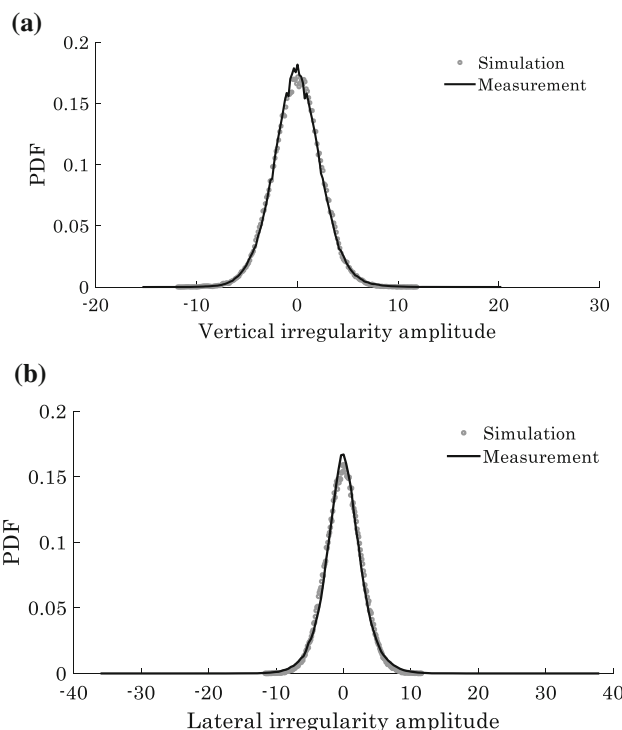 (a)
0.2
Simulation
Measurement
0.15
PDF
0.1
0.05
0
-20 -10 0 10 20 30
Vertical irregularity amplitude
(b)
0.2
Simulation
Measurement
0.15
PDF
0.1
0.05
0
-40 -30 -20 -10 0 10 20 30 40
Lateral irregularity amplitude